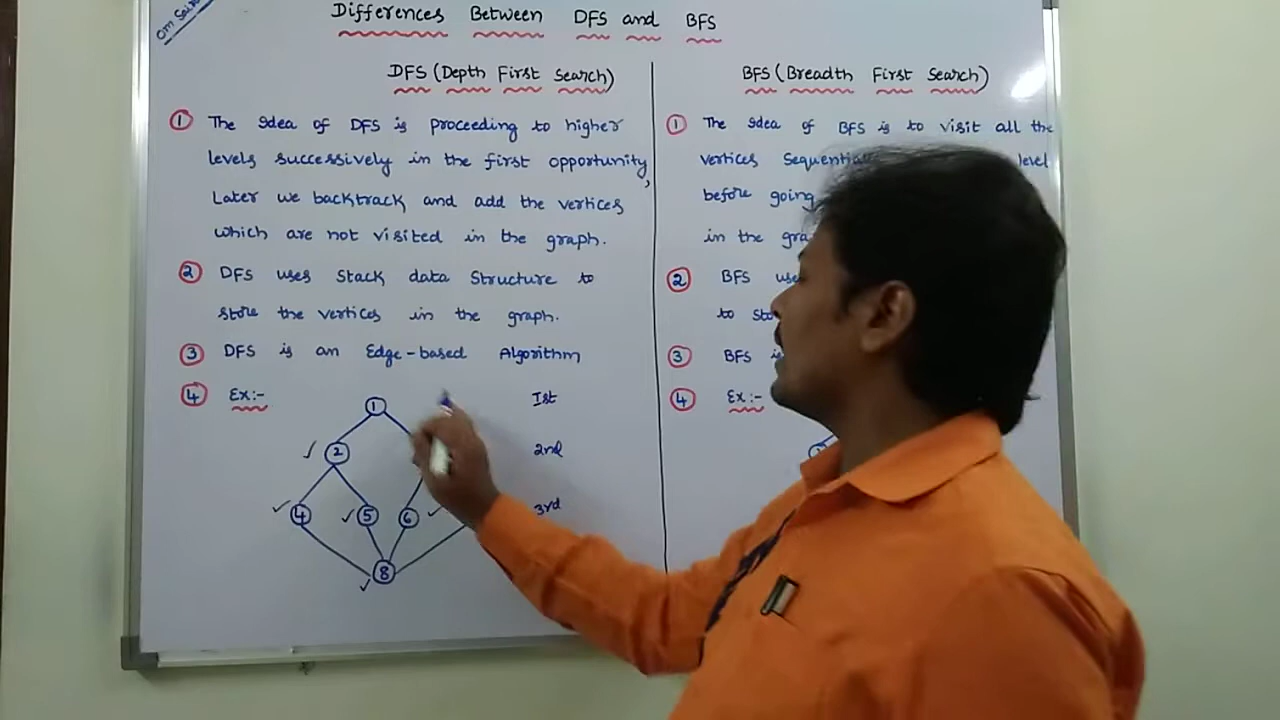 Om Sai
Differences Between DFS and BFS
DFS (Depth First Search)
① The Idea of DFS is proceeding to higher
levels successively in the first opportunity,
Later we backtrack and add the vertices
which are not visited in the graph.
② DFS uses Stack data Structure to
store the vertices in the graph.
③ DFS is an Edge-based Algorithm
④ Ex:-
1
Ist
2
2nd
4 5 6
3rd
8
BFS (Breadth First Search)
① The Idea of BFS is to visit all the
vertices level
before going
in the
② BFS
to
③ BFS
④ Ex:-